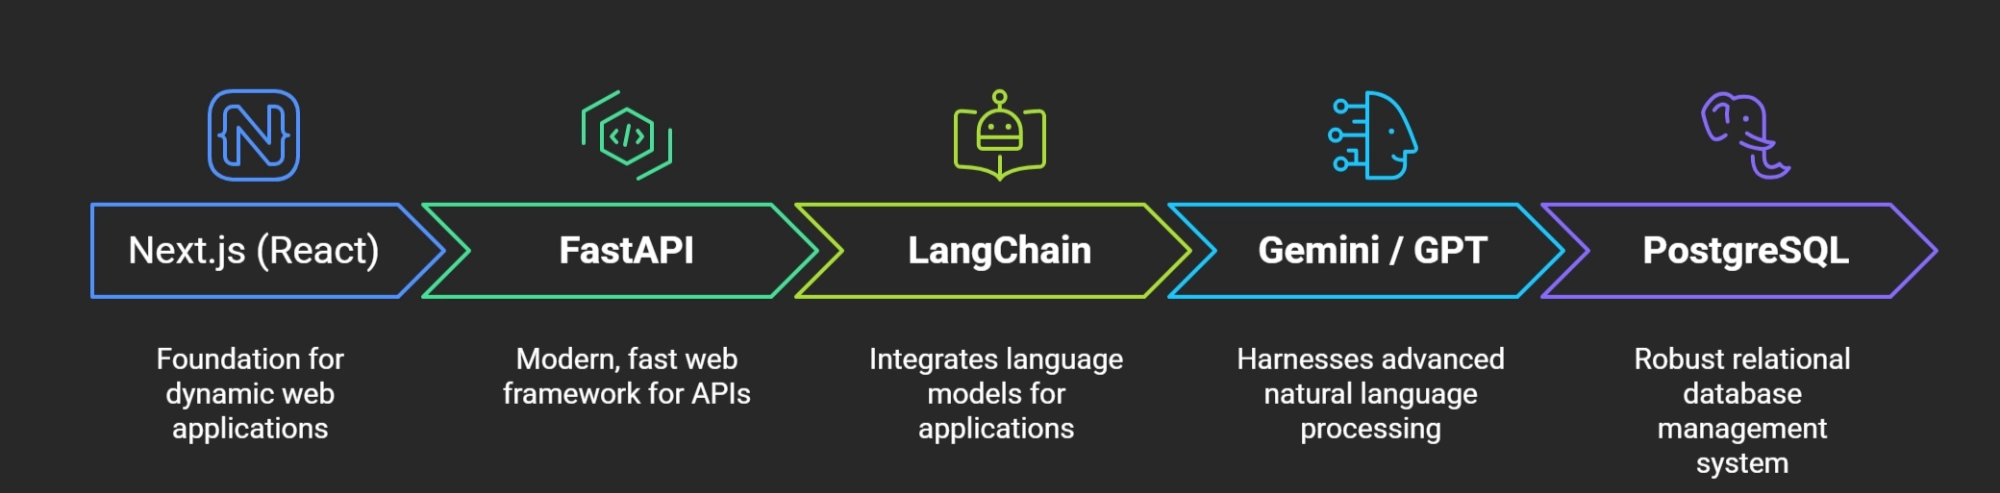 Next.js (React)
FastAPI
LangChain
Gemini / GPT
PostgreSQL
Foundation for
dynamic web
applications
Modern, fast web
framework for APIs
Integrates language
models for
applications
Harnesses advanced
natural language
processing
Robust relational
database
management
system